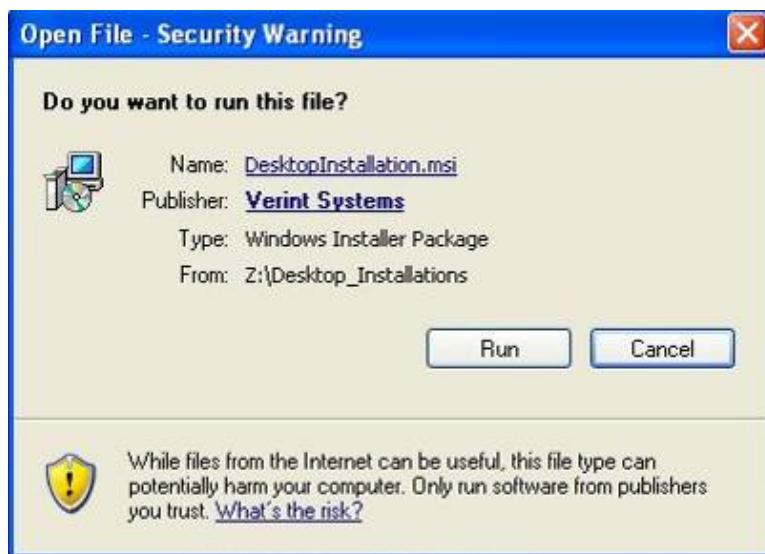 Open File - Security Warning
Do you want to run this file?
Name: DesktopInstallation.msi
Publisher: Verint Systems
Type: Windows Installer Package
From: Z:\Desktop_Installations
Run Cancel
While files from the Internet can be useful, this file type can
potentially harm your computer. Only run software from publishers
you trust. What's the risk?